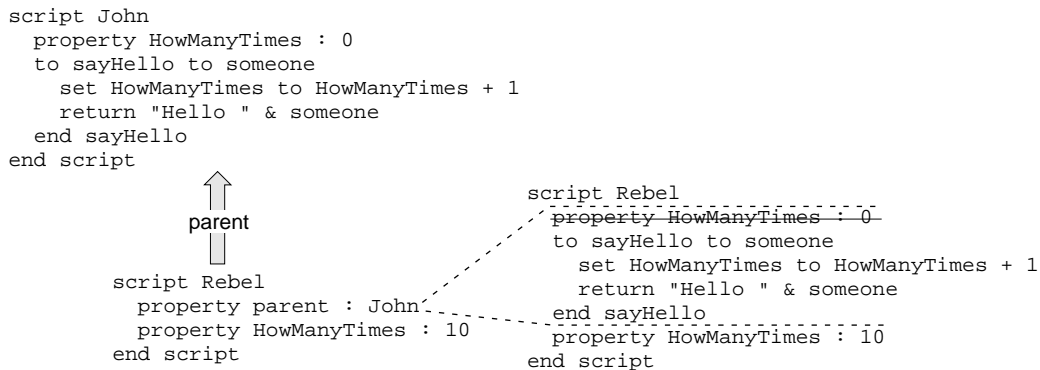 script John
property HowManyTimes : 0
to sayHello to someone
set HowManyTimes to HowManyTimes + 1
return "Hello " & someone
end sayHello
end script
parent
script Rebel
property parent : John
property HowManyTimes : 10
end script
script Rebel
property HowManyTimes : 0
to sayHello to someone
set HowManyTimes to HowManyTimes + 1
return "Hello " & someone
end sayHello
property HowManyTimes : 10
end script